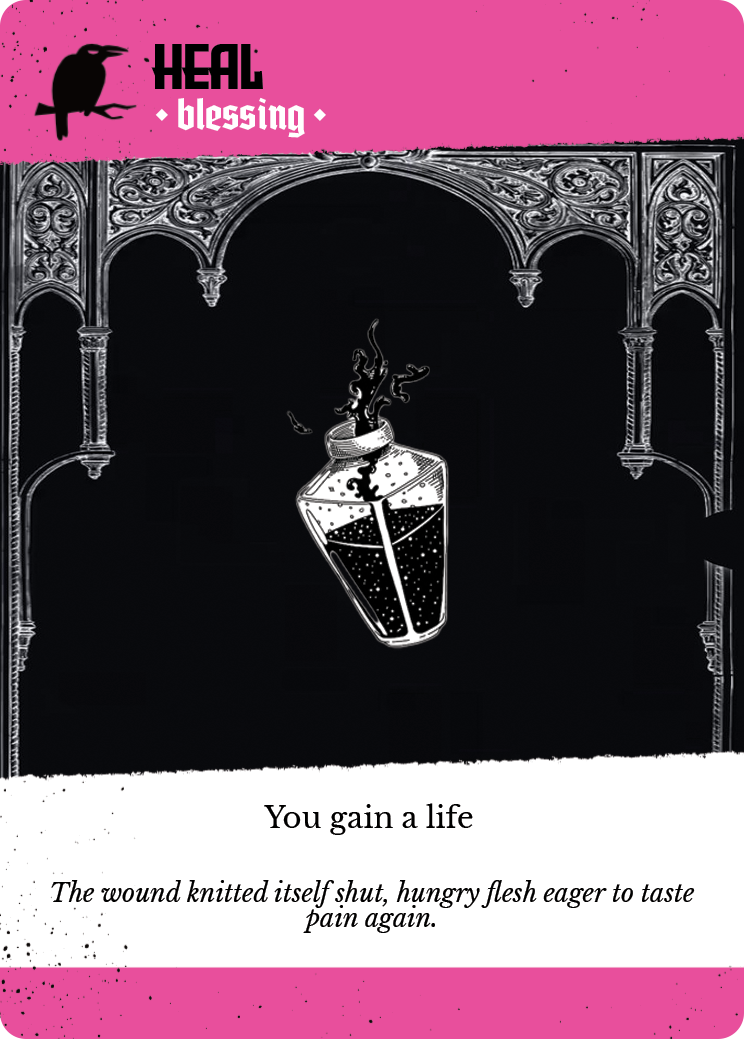 HEAL
blessing
You gain a life
The wound knitted itself shut, hungry flesh eager to taste
pain again.